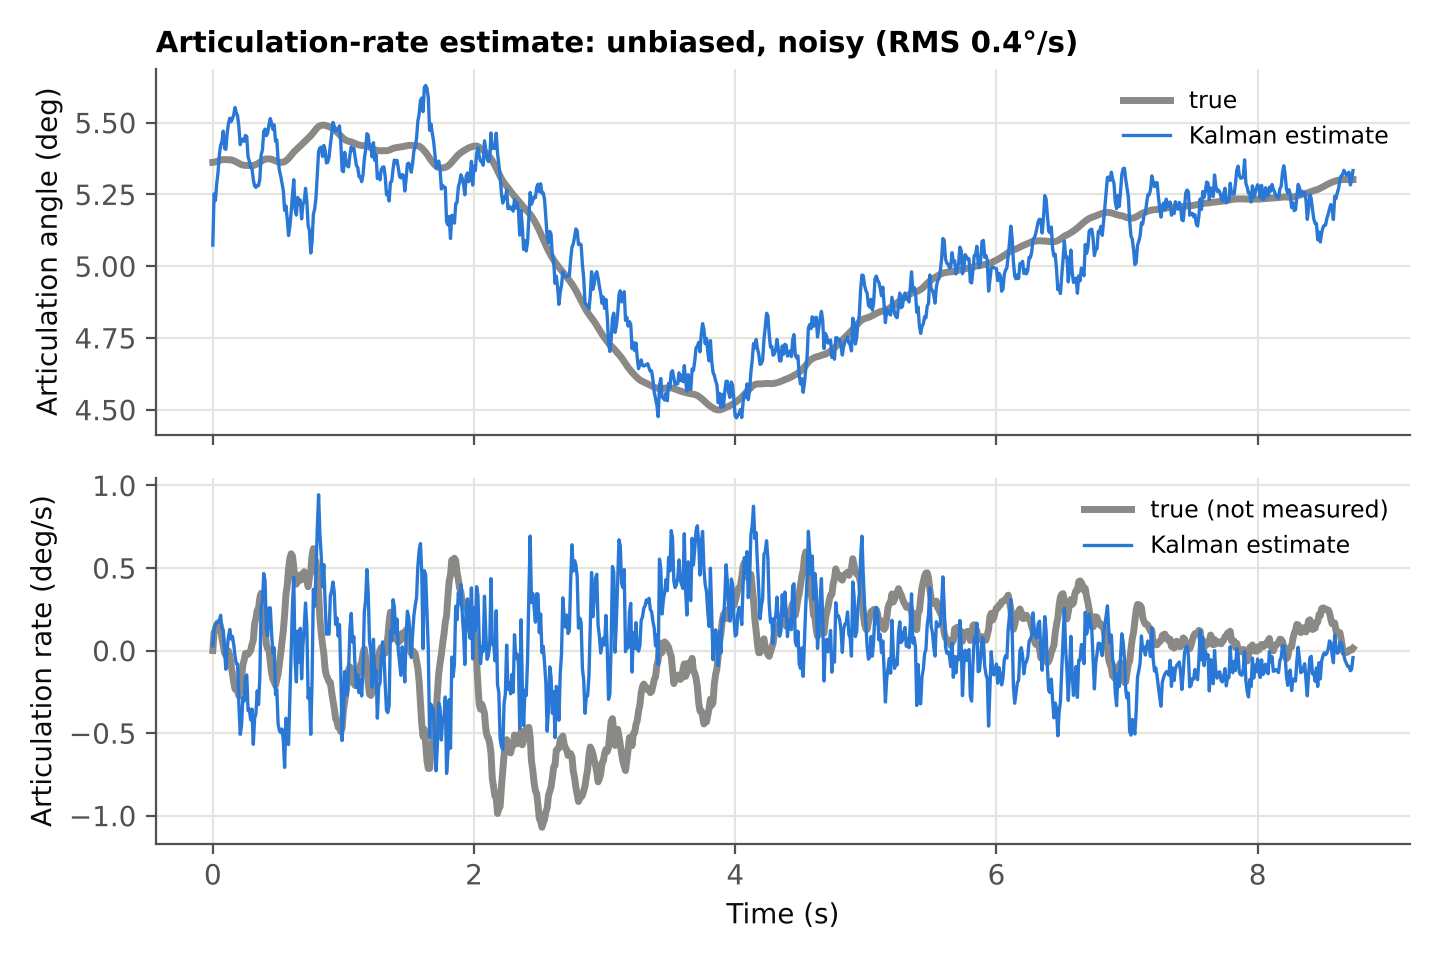 Articulation-rate estimate: unbiased, noisy (RMS 0.4°/s)
Articulation angle (deg)
5.50
5.25
5.00
4.75
4.50
true
Kalman estimate
Articulation rate (deg/s)
1.0
0.5
0.0
−0.5
−1.0
true (not measured)
Kalman estimate
0 2 4 6 8
Time (s)